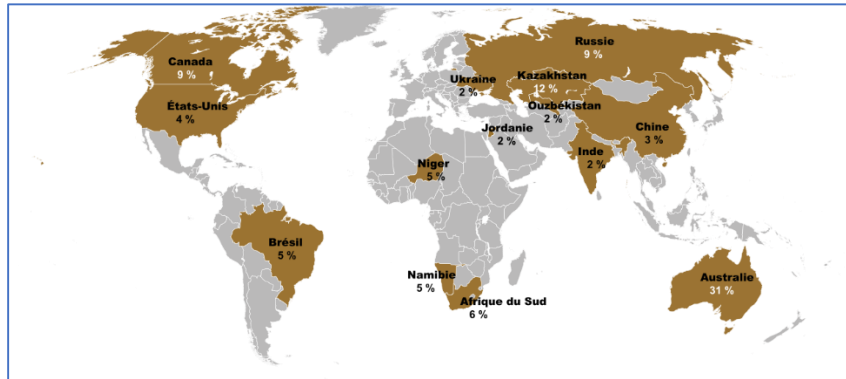 Russie
9 %
Canada
9 %
Ukraine
2 %
Kazakhstan
12 %
États-Unis
4 %
Ouzbékistan
2 %
Jordanie
2 %
Chine
3 %
Inde
2 %
Niger
5 %
Brésil
5 %
Namibie
5 %
Afrique du Sud
6 %
Australie
31 %